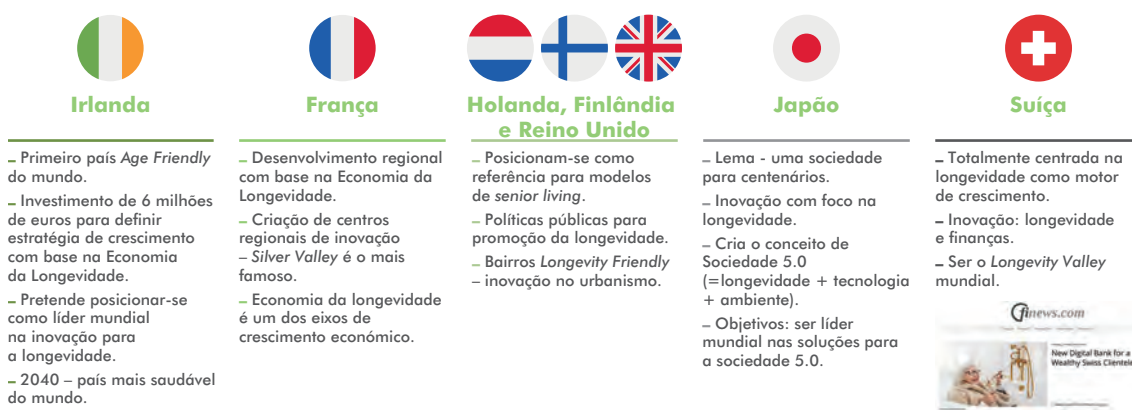 Irlanda
– Primeiro país Age Friendly
do mundo.
– Investimento de 6 milhões
de euros para definir
estratégia de crescimento
com base na Economia
da Longevidade.
– Pretende posicionar-se
como líder mundial
na inovação para
a longevidade.
– 2040 – país mais saudável
do mundo.
França
– Desenvolvimento regional
com base na Economia da
Longevidade.
– Criação de centros
regionais de inovação
– Silver Valley é o mais
famoso.
– Economia da longevidade
é um dos eixos de
crescimento económico.
Holanda, Finlândia
e Reino Unido
– Posicionam-se como
referência para modelos
de senior living.
– Políticas públicas para
promoção da longevidade.
– Bairros Longevity Friendly
– inovação no urbanismo.
Japão
– Lema - uma sociedade
para centenários.
– Inovação com foco na
longevidade.
– Cria o conceito de
Sociedade 5.0
(=longevidade + tecnologia
+ ambiente).
– Objetivos: ser líder
mundial nas soluções para
a sociedade 5.0.
Suíça
– Totalmente centrada na
longevidade como motor
de crescimento.
– Inovação: longevidade
e finanças.
– Ser o Longevity Valley
mundial.
finews.com
New Digital Bank for a
Wealthy Swiss Clientele